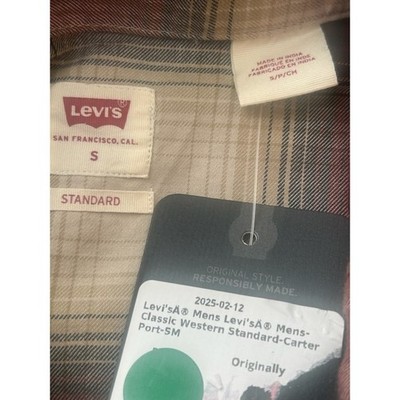 MADE IN INDIA
FABRIQUÉ EN INDE
FABRICADO EN INDIA
S/P/CH
LEVI'S®
SAN FRANCISCO, CAL.
S
STANDARD
ORIGINAL STYLE
RESPONSIBLY MADE
2025-02-12
Levi'sÂ® Mens Levi'sÂ® Mens-
Classic Western Standard-Carter
Port-SM
Originally